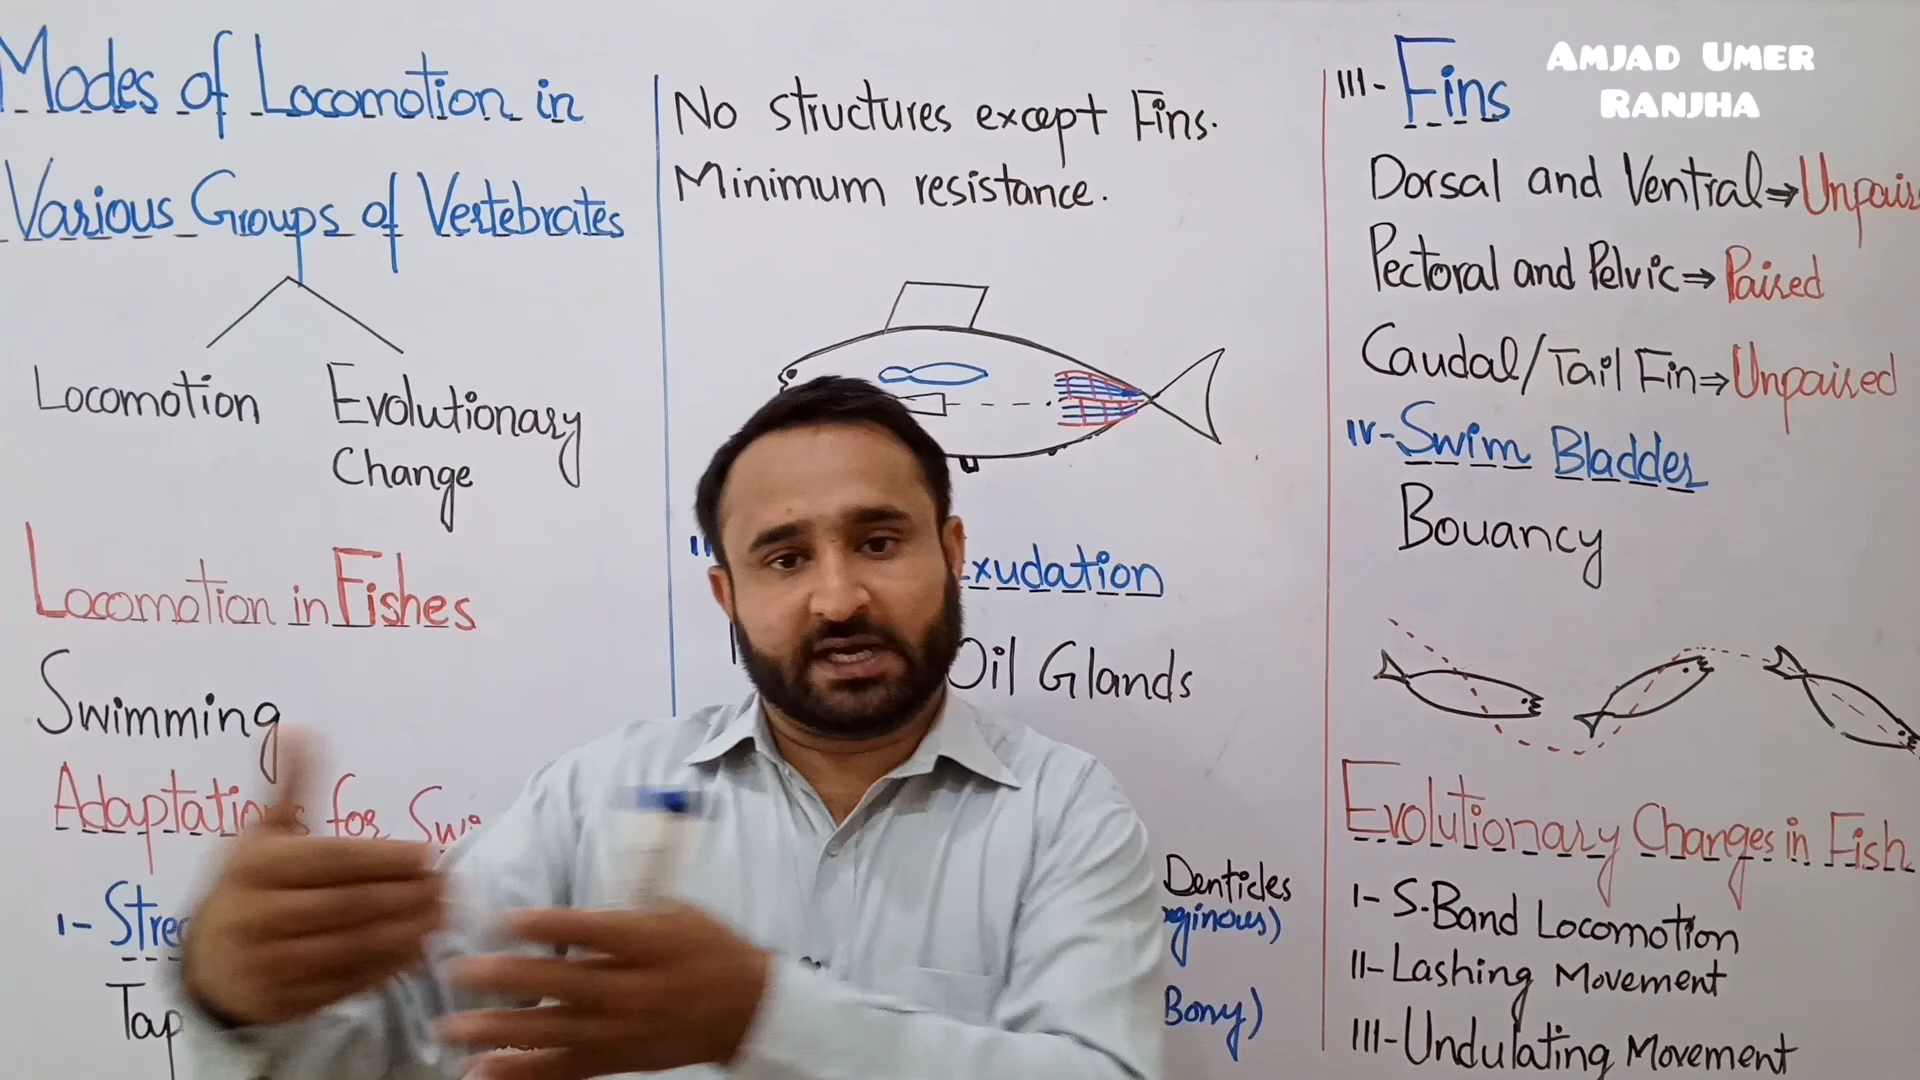 Modes of Locomotion in
Various Groups of Vertebrates
Locomotion
Evolutionary
Change
Locomotion in Fishes
Swimming
for
I-
No structures except Fins.
Minimum resistance.
Oil Glands
Denticles
Bony)
III- Fins
Dorsal and Ventral⇒
Pectoral and Pelvic⇒Paired
Caudal/Tail Fin⇒Unpaired
IV-Swim Bladder
Bouancy
Evolutionary Changes in Fish
I- S-Band Locomotion
II-Lashing Movement
III-Undulating Movement
AMJAD UMER
RANJHA